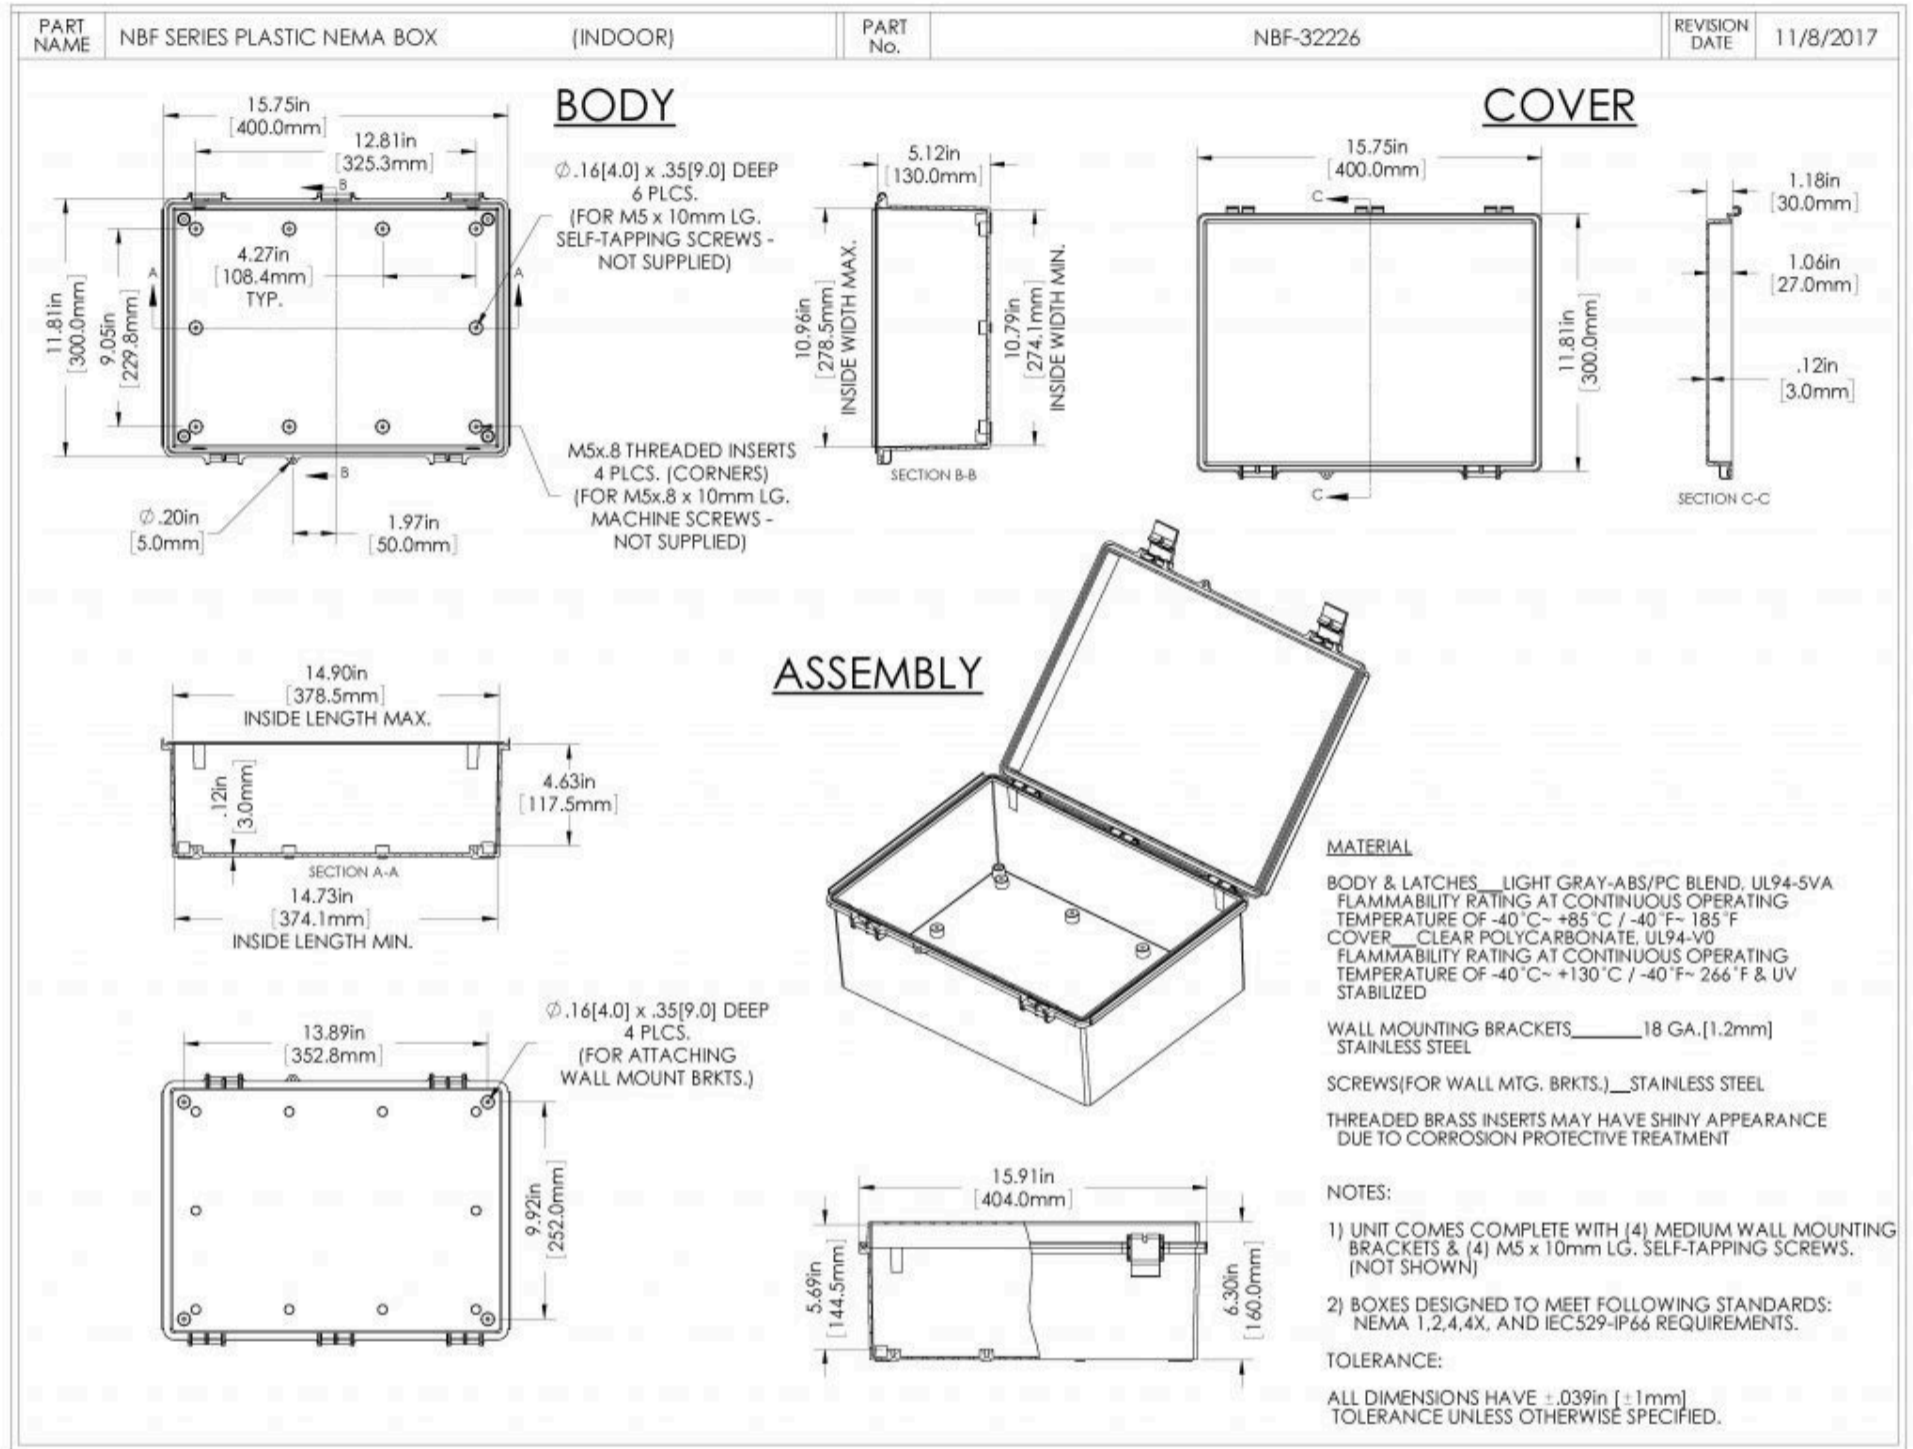 PART
NAME
NBF SERIES PLASTIC NEMA BOX (INDOOR)
PART
No.
NBF-32226
REVISION
DATE
11/8/2017
BODY
15.75in
[400.0mm]
12.81in
[325.3mm]
B
Ø.16[4.0] x .35[9.0] DEEP
6 PLCS.
(FOR M5 x 10mm LG.
SELF-TAPPING SCREWS -
NOT SUPPLIED)
4.27in
[108.4mm]
TYP.
A
A
11.81in
[300.0mm]
9.05in
[229.8mm]
M5x.8 THREADED INSERTS
4 PLCS. (CORNERS)
(FOR M5x.8 x 10mm LG.
MACHINE SCREWS -
NOT SUPPLIED)
B
Ø.20in
[5.0mm]
1.97in
[50.0mm]
5.12in
[130.0mm]
10.96in
[278.5mm]
INSIDE WIDTH MAX.
10.79in
[274.1mm]
INSIDE WIDTH MIN.
SECTION B-B
COVER
15.75in
[400.0mm]
C
11.81in
[300.0mm]
C
1.18in
[30.0mm]
1.06in
[27.0mm]
.12in
[3.0mm]
SECTION C-C
14.90in
[378.5mm]
INSIDE LENGTH MAX.
.12in
[3.0mm]
4.63in
[117.5mm]
SECTION A-A
14.73in
[374.1mm]
INSIDE LENGTH MIN.
ASSEMBLY
13.89in
[352.8mm]
Ø.16[4.0] x .35[9.0] DEEP
4 PLCS.
(FOR ATTACHING
WALL MOUNT BRKTS.)
9.92in
[252.0mm]
15.91in
[404.0mm]
5.69in
[144.5mm]
6.30in
[160.0mm]
MATERIAL
BODY & LATCHES__LIGHT GRAY-ABS/PC BLEND, UL94-5VA
FLAMMABILITY RATING AT CONTINUOUS OPERATING
TEMPERATURE OF -40°C~ +85°C / -40°F~ 185°F
COVER__CLEAR POLYCARBONATE, UL94-V0
FLAMMABILITY RATING AT CONTINUOUS OPERATING
TEMPERATURE OF -40°C~ +130°C / -40°F~ 266°F & UV
STABILIZED
WALL MOUNTING BRACKETS______18 GA.[1.2mm]
STAINLESS STEEL
SCREWS(FOR WALL MTG. BRKTS.)__STAINLESS STEEL
THREADED BRASS INSERTS MAY HAVE SHINY APPEARANCE
DUE TO CORROSION PROTECTIVE TREATMENT
NOTES:
1) UNIT COMES COMPLETE WITH (4) MEDIUM WALL MOUNTING
BRACKETS & (4) M5 x 10mm LG. SELF-TAPPING SCREWS.
(NOT SHOWN)
2) BOXES DESIGNED TO MEET FOLLOWING STANDARDS:
NEMA 1,2,4,4X, AND IEC529-IP66 REQUIREMENTS.
TOLERANCE:
ALL DIMENSIONS HAVE ±.039in [±1mm]
TOLERANCE UNLESS OTHERWISE SPECIFIED.